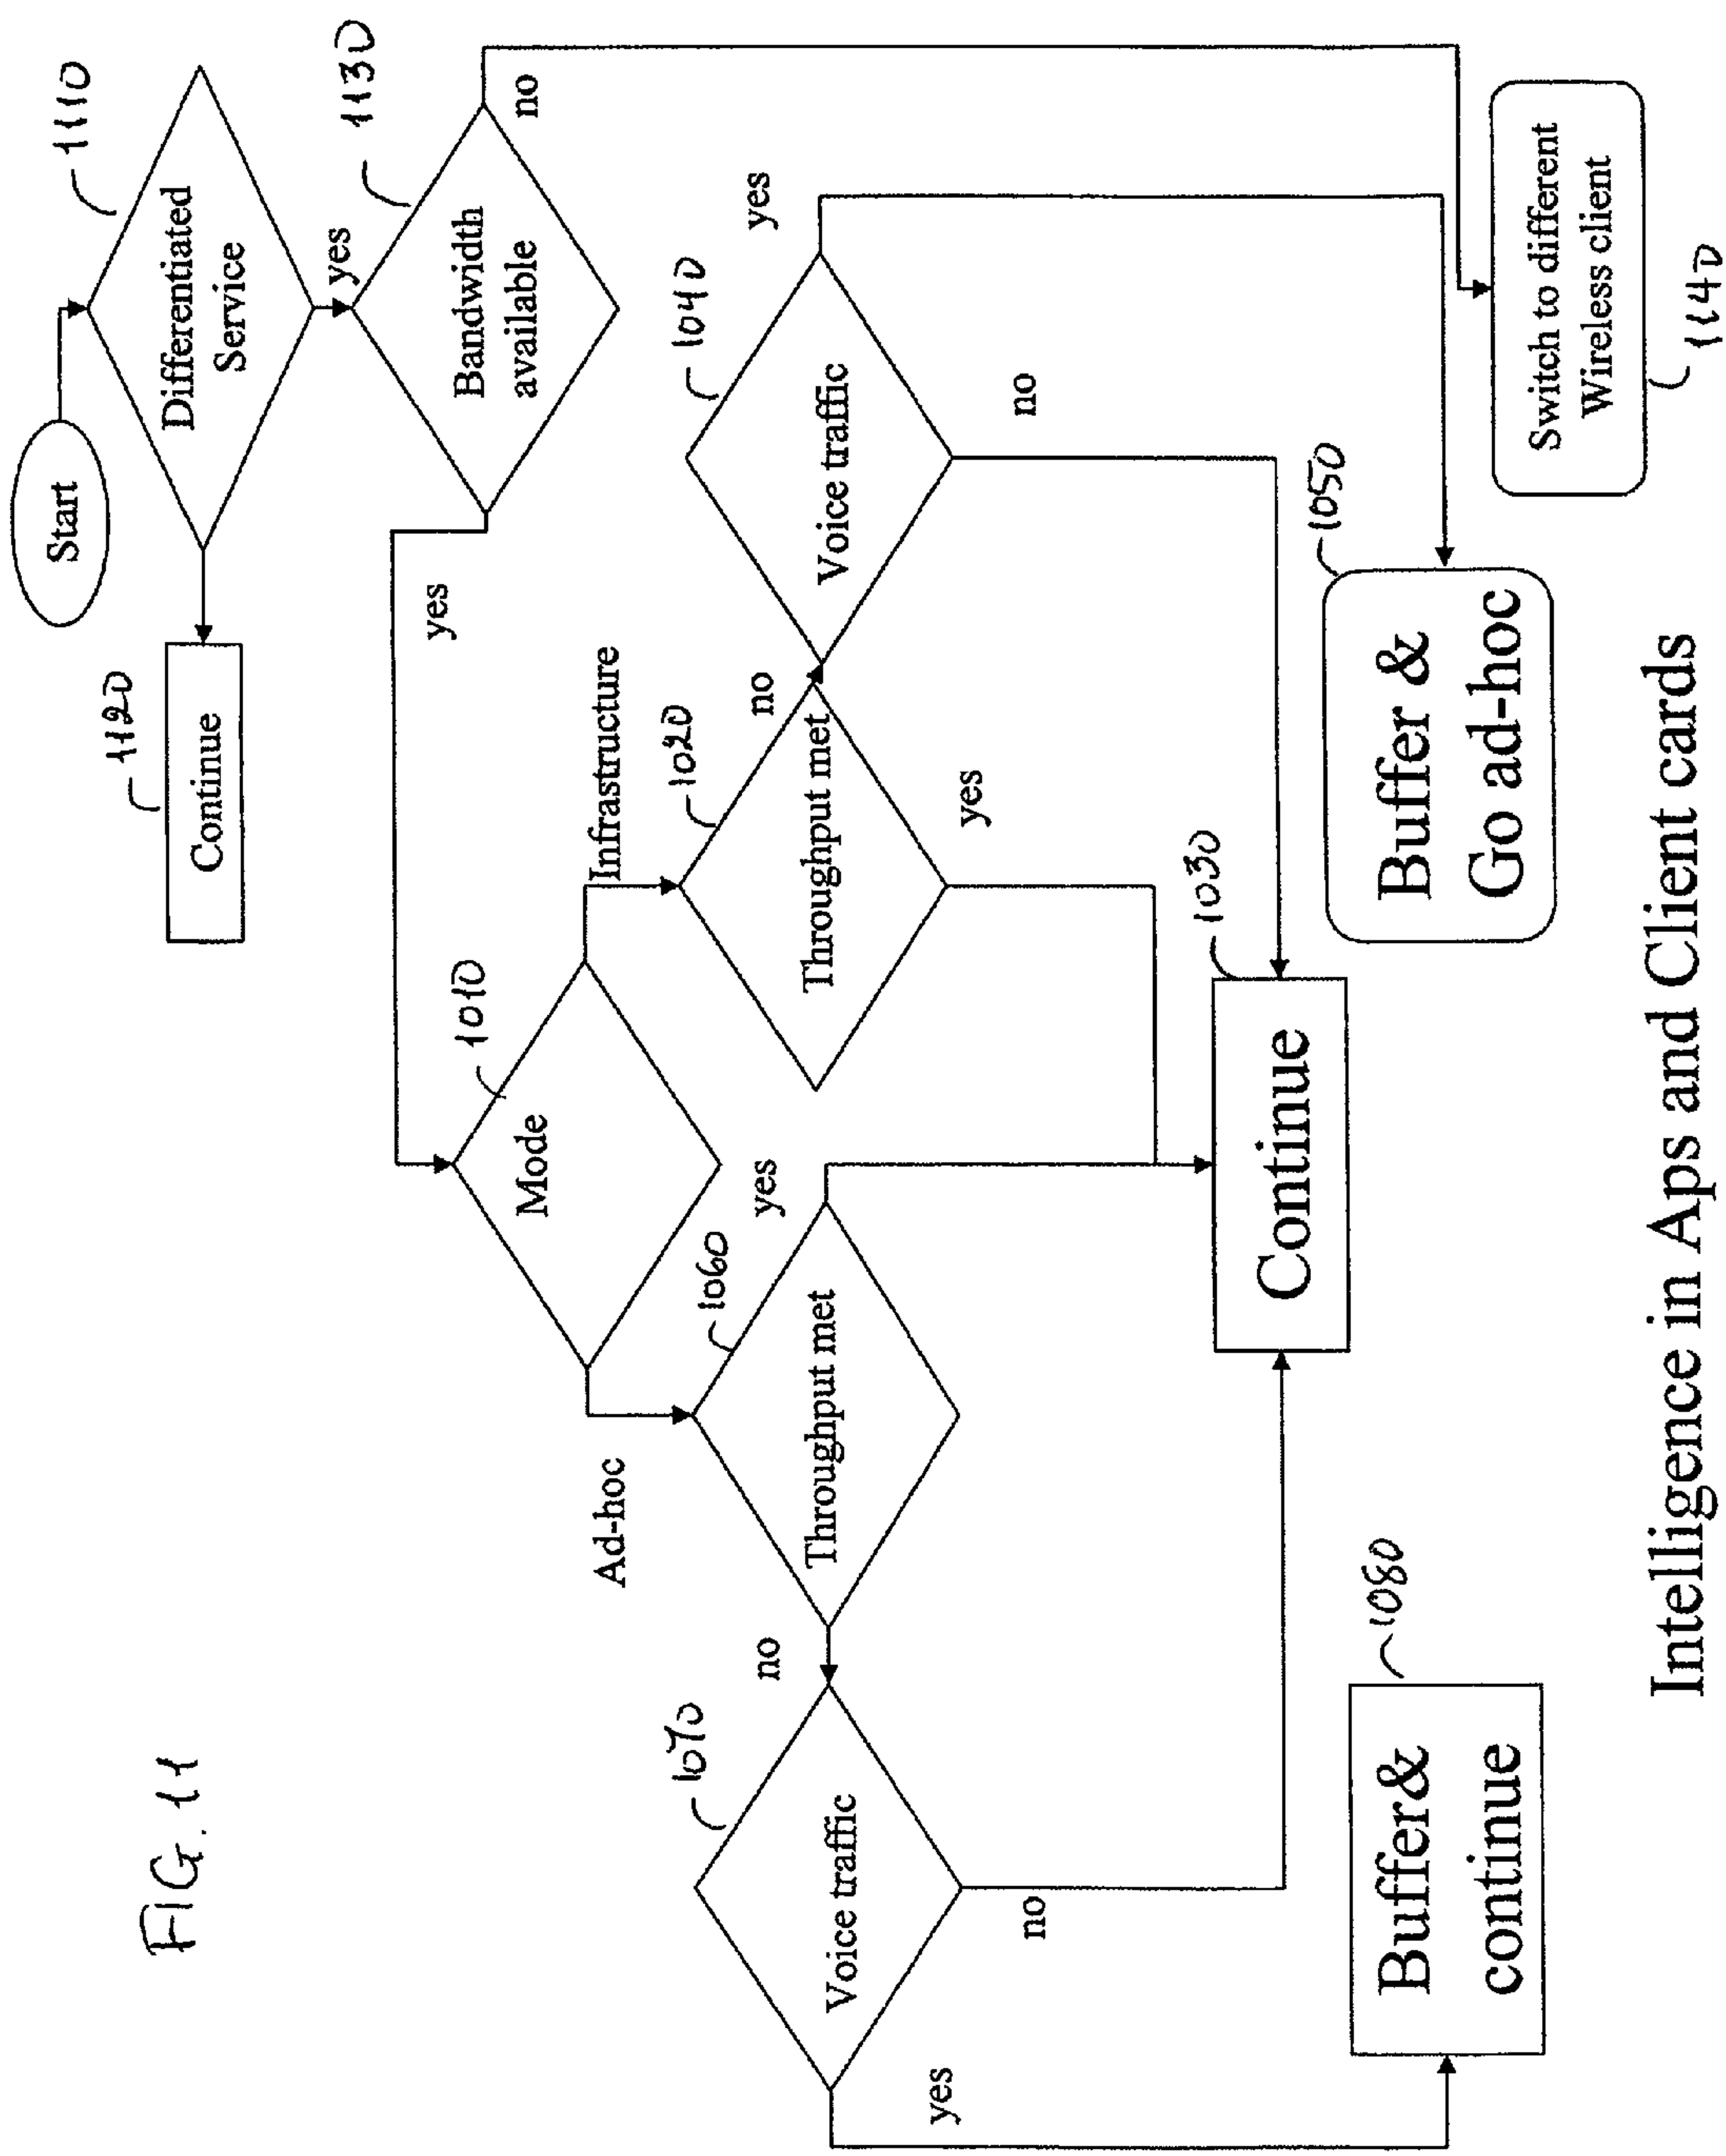 FIG. 11
Start
1110
Differentiated
Service
1120
Continue
yes
1130
Bandwidth
available
no
yes
1010
Mode
Ad-hoc
Infrastructure
1060
Throughput met
yes
no
1020
Throughput met
no
yes
1040
Voice traffic
yes
no
1070
Voice traffic
yes
no
1030
Continue
1080
Buffer&
continue
1050
Buffer &
Go ad-hoc
Switch to different
Wireless client
1140
Intelligence in Aps and Client cards